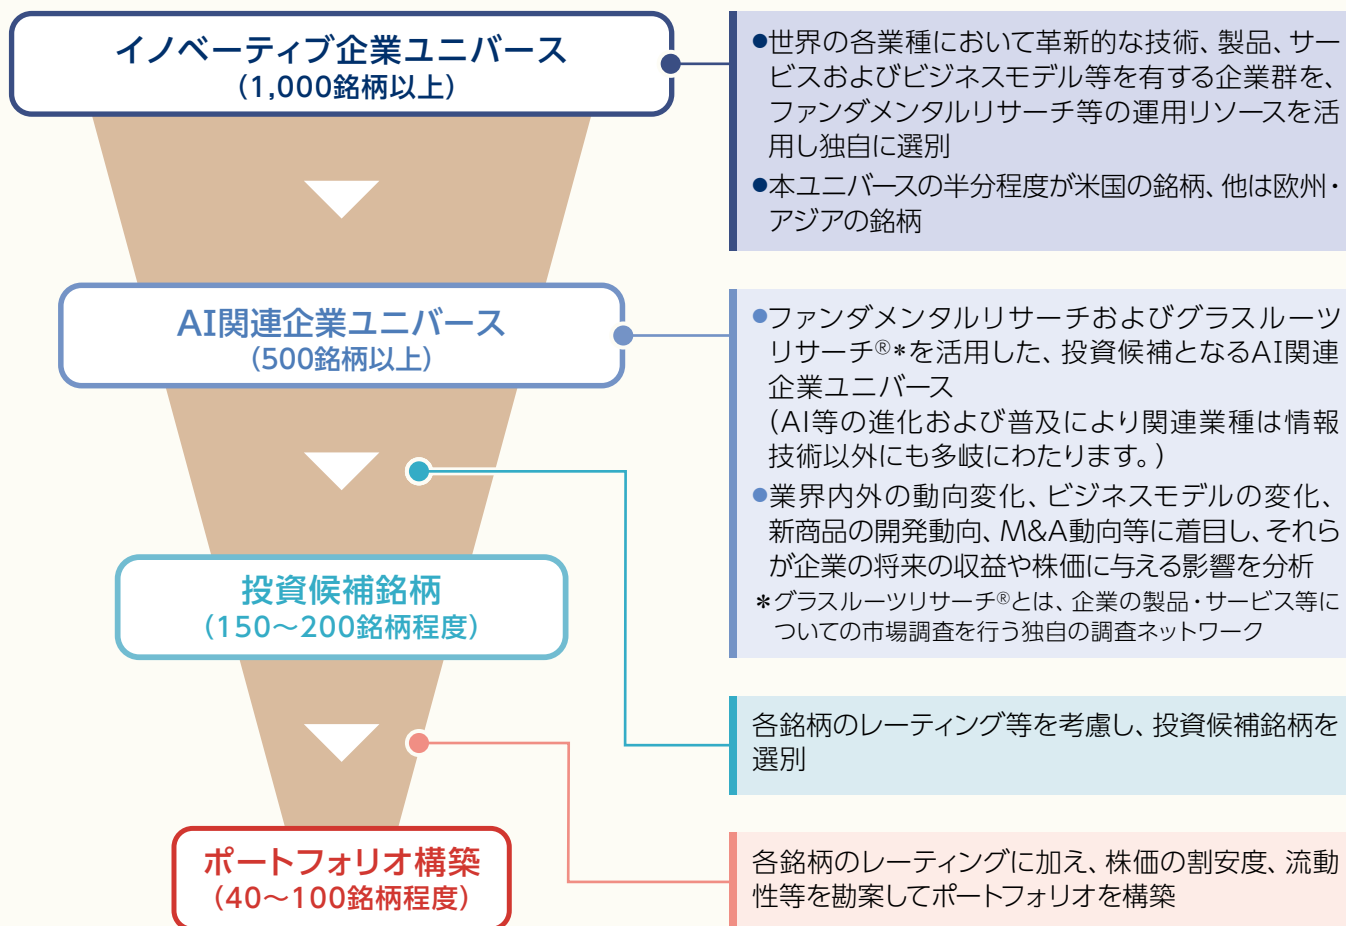 イノベーティブ企業ユニバース
(1,000銘柄以上)
●世界の各業種において革新的な技術、製品、サー
ビスおよびビジネスモデル等を有する企業群を、
ファンダメンタルリサーチ等の運用リソースを活
用し独自に選別
●本ユニバースの半分程度が米国の銘柄、他は欧州・
アジアの銘柄
AI関連企業ユニバース
(500銘柄以上)
●ファンダメンタルリサーチおよびグラスルーツ
リサーチ®*を活用した、投資候補となるAI関連
企業ユニバース
(AI等の進化および普及により関連業種は情報
技術以外にも多岐にわたります。)
●業界内外の動向変化、ビジネスモデルの変化、
新商品の開発動向、M&A動向等に着目し、それら
が企業の将来の収益や株価に与える影響を分析
*グラスルーツリサーチ®とは、企業の製品・サービス等に
ついての市場調査を行う独自の調査ネットワーク
投資候補銘柄
(150〜200銘柄程度)
各銘柄のレーティング等を考慮し、投資候補銘柄を
選別
ポートフォリオ構築
(40〜100銘柄程度)
各銘柄のレーティングに加え、株価の割安度、流動
性等を勘案してポートフォリオを構築